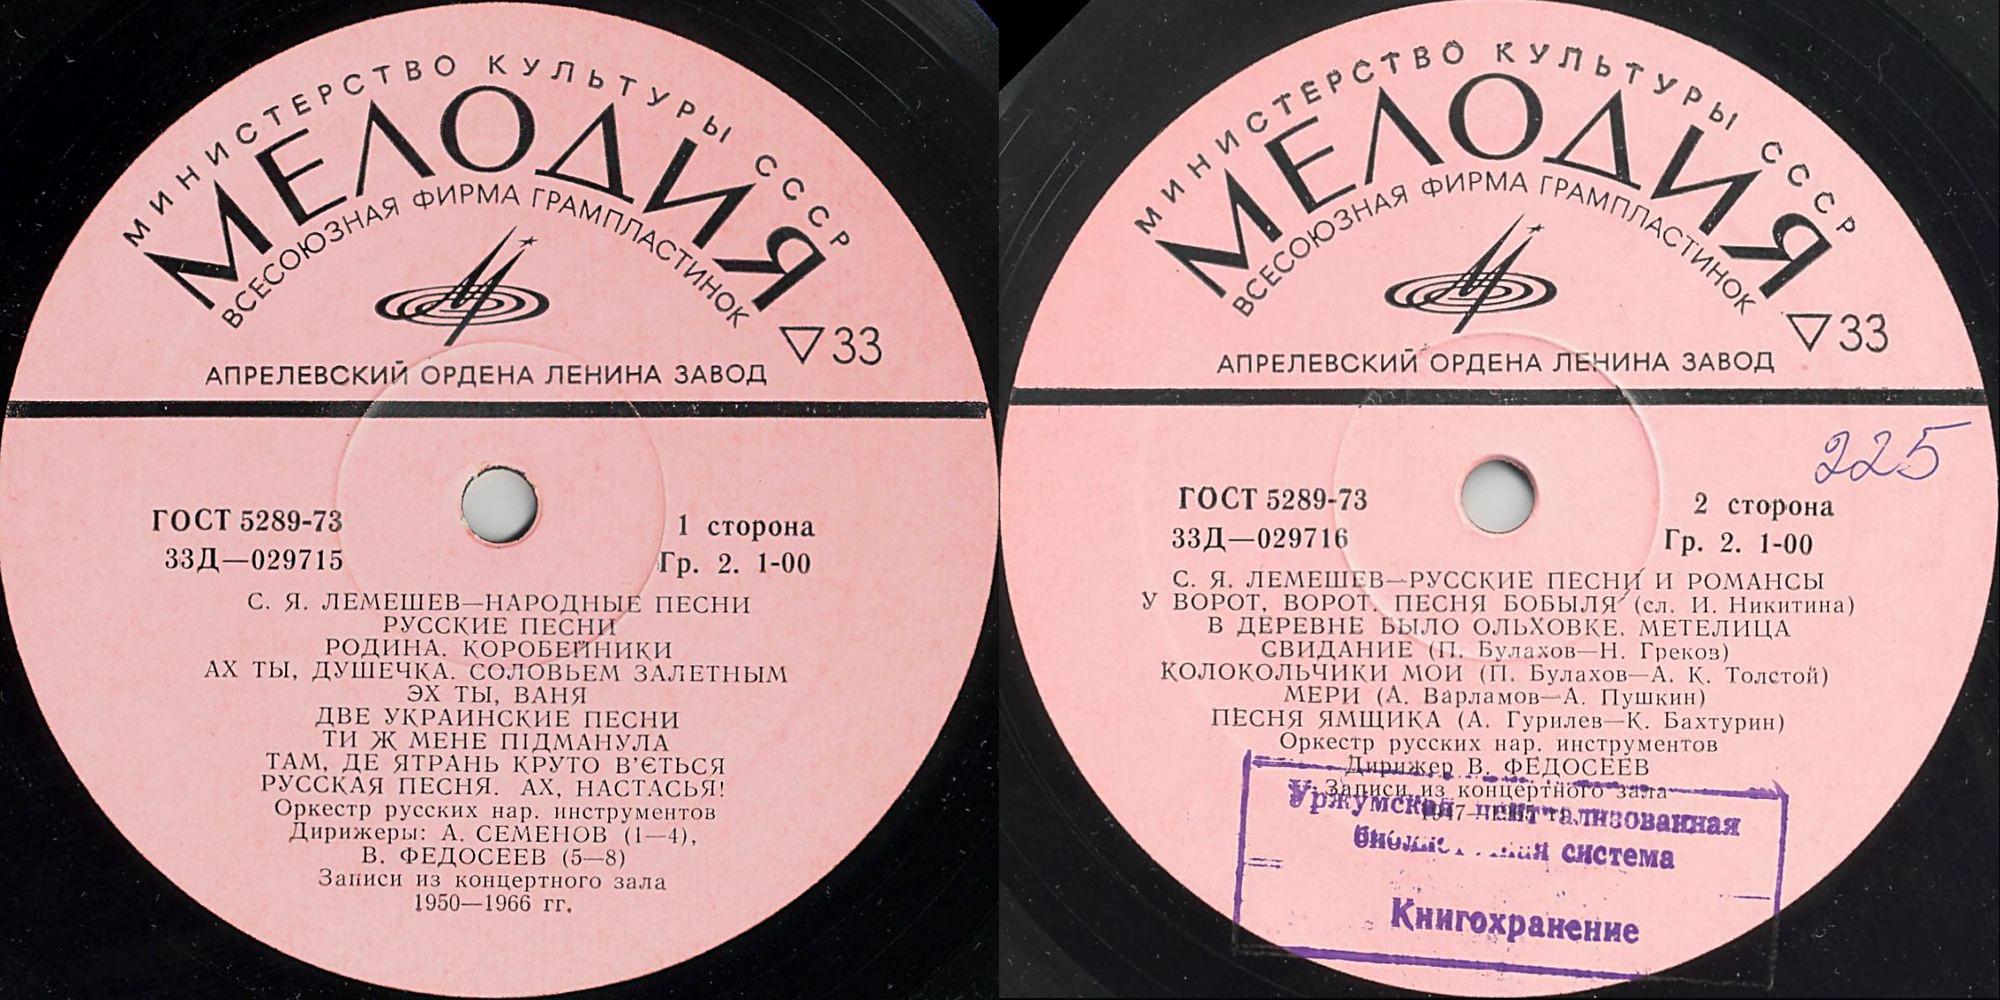 МИНИСТЕРСТВО КУЛЬТУРЫ СССР
МЕЛОДИЯ
ВСЕСОЮЗНАЯ ФИРМА ГРАМПЛАСТИНОК
▽33
АПРЕЛЕВСКИЙ ОРДЕНА ЛЕНИНА ЗАВОД
ГОСТ 5289-73
33Д—029715
1 сторона
Гр. 2. 1-00
С. Я. ЛЕМЕШЕВ—НАРОДНЫЕ ПЕСНИ
РУССКИЕ ПЕСНИ
РОДИНА. КОРОБЕЙНИКИ
АХ ТЫ, ДУШЕЧКА. СОЛОВЬЕМ ЗАЛЕТНЫМ
ЭХ ТЫ, ВАНЯ
ДВЕ УКРАИНСКИЕ ПЕСНИ
ТИ Ж МЕНЕ ПІДМАНУЛА
ТАМ, ДЕ ЯТРАНЬ КРУТО В'ЄТЬСЯ
РУССКАЯ ПЕСНЯ. АХ, НАСТАСЬЯ!
Оркестр русских нар. инструментов
Дирижеры: А. СЕМЕНОВ (1—4),
В. ФЕДОСЕЕВ (5—8)
Записи из концертного зала
1950—1966 гг.
МИНИСТЕРСТВО КУЛЬТУРЫ СССР
МЕЛОДИЯ
ВСЕСОЮЗНАЯ ФИРМА ГРАМПЛАСТИНОК
▽33
АПРЕЛЕВСКИЙ ОРДЕНА ЛЕНИНА ЗАВОД
225
ГОСТ 5289-73
33Д—029716
2 сторона
Гр. 2. 1-00
С. Я. ЛЕМЕШЕВ—РУССКИЕ ПЕСНИ И РОМАНСЫ
У ВОРОТ, ВОРОТ. ПЕСНЯ БОБЫЛЯ (сл. И. Никитина)
В ДЕРЕВНЕ БЫЛО ОЛЬХОВКЕ. МЕТЕЛИЦА
СВИДАНИЕ (П. Булахов—Н. Греков)
КОЛОКОЛЬЧИКИ МОИ (П. Булахов—А. К. Толстой)
МЕРИ (А. Варламов—А. Пушкин)
ПЕСНЯ ЯМЩИКА (А. Гурилев—К. Бахтурин)
Оркестр русских нар. инструментов
Дирижер В. ФЕДОСЕЕВ
Записи из концертного зала
Уржумская централизованная
система
Книгохранение